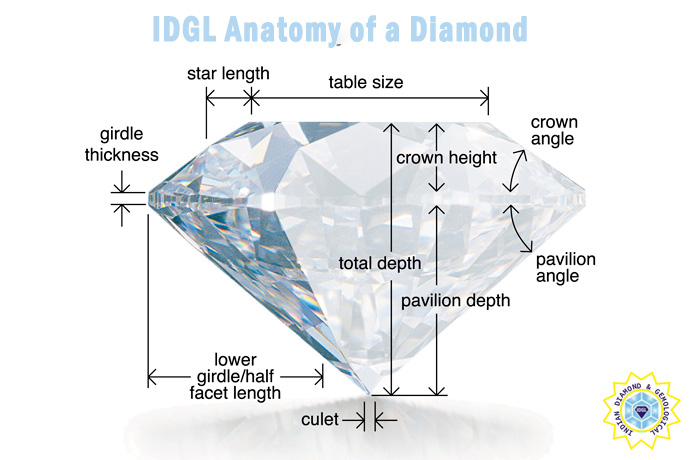 IDGL Anatomy of a Diamond
star length
table size
girdle
thickness
crown
angle
crown height
total depth
pavilion
angle
pavilion depth
lower
girdle/half
facet length
culet
INDIAN DIAMOND & GEMOLOGICAL
IDGL